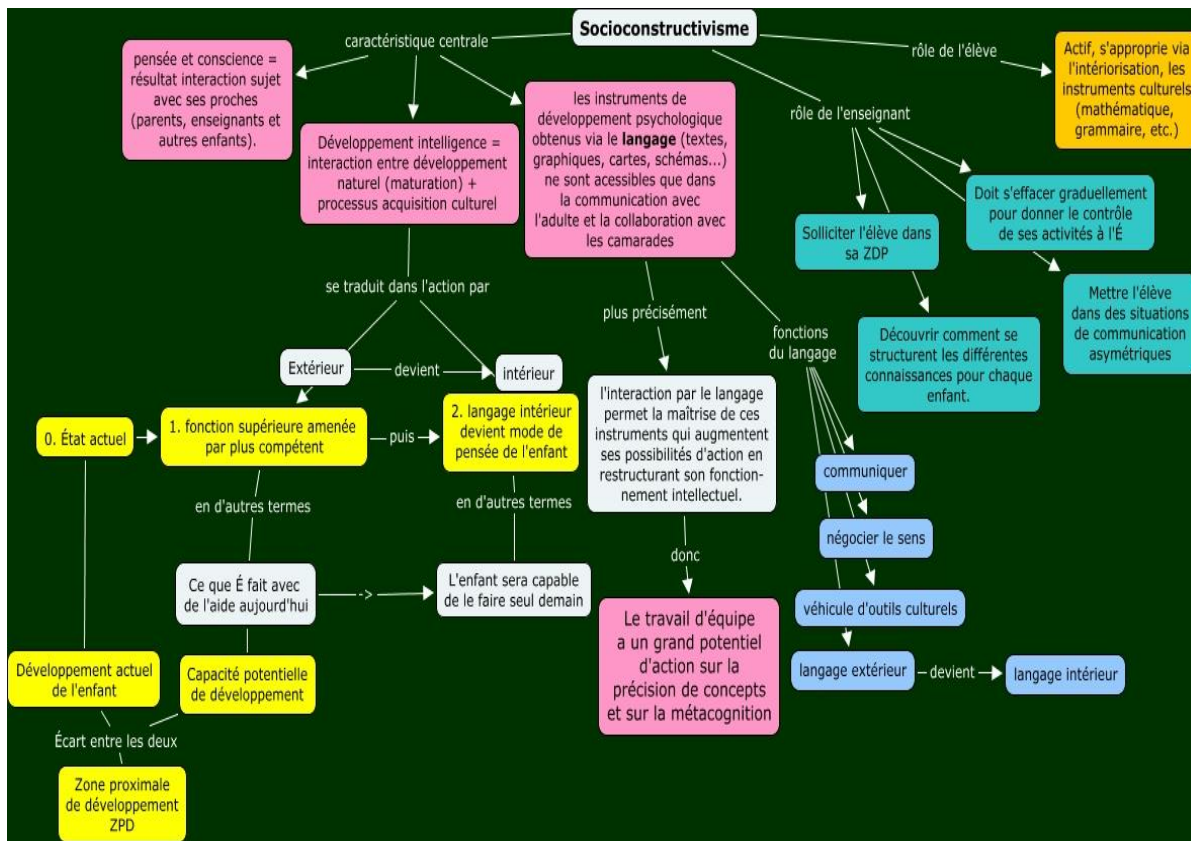 Socioconstructivisme
caractéristique centrale
rôle de l'élève
rôle de l'enseignant
pensée et conscience =
résultat interaction sujet
avec ses proches
(parents, enseignants et
autres enfants).
Développement intelligence =
interaction entre développement
naturel (maturation) +
processus acquisition culturel
les instruments de
développement psychologique
obtenus via le langage (textes,
graphiques, cartes, schémas...)
ne sont acessibles que dans
la communication avec
l'adulte et la collaboration avec
les camarades
Actif, s'approprie via
l'intériorisation, les
instruments culturels
(mathématique,
grammaire, etc.)
Solliciter l'élève dans
sa ZDP
Doit s'effacer graduellement
pour donner le contrôle
de ses activités à l'É
Mettre l'élève
dans des situations
de communication
asymétriques
Découvrir comment se
structurent les différentes
connaissances pour chaque
enfant.
se traduit dans l'action par
Extérieur
devient
intérieur
0. État actuel
1. fonction supérieure amenée
par plus compétent
puis
2. langage intérieur
devient mode de
pensée de l'enfant
en d'autres termes
en d'autres termes
Ce que É fait avec
de l'aide aujourd'hui
->
L'enfant sera capable
de le faire seul demain
Développement actuel
de l'enfant
Capacité potentielle
de développement
Écart entre les deux
Zone proximale
de développement
ZPD
plus précisément
l'interaction par le langage
permet la maîtrise de ces
instruments qui augmentent
ses possibilités d'action en
restructurant son fonction-
nement intellectuel.
donc
Le travail d'équipe
a un grand potentiel
d'action sur la
précision de concepts
et sur la métacognition
fonctions
du langage
communiquer
négocier le sens
véhicule d'outils culturels
langage extérieur
devient
langage intérieur